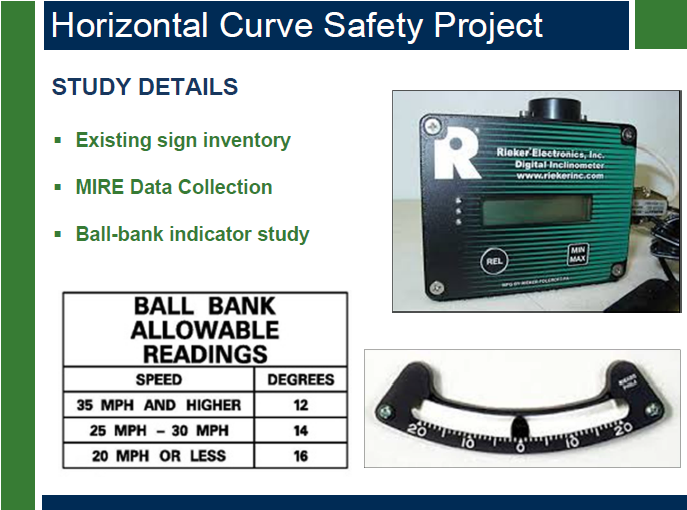 Horizontal Curve Safety Project
STUDY DETAILS
▪ Existing sign inventory
▪ MIRE Data Collection
▪ Ball-bank indicator study
R
Rieker Electronics, Inc.
Digital Inclinometer
www.riekerinc.com
REL
MIN
MAX
BALL BANK
ALLOWABLE
READINGS
SPEED DEGREES
35 MPH AND HIGHER 12
25 MPH – 30 MPH 14
20 MPH OR LESS 16
20 10 0 10 20